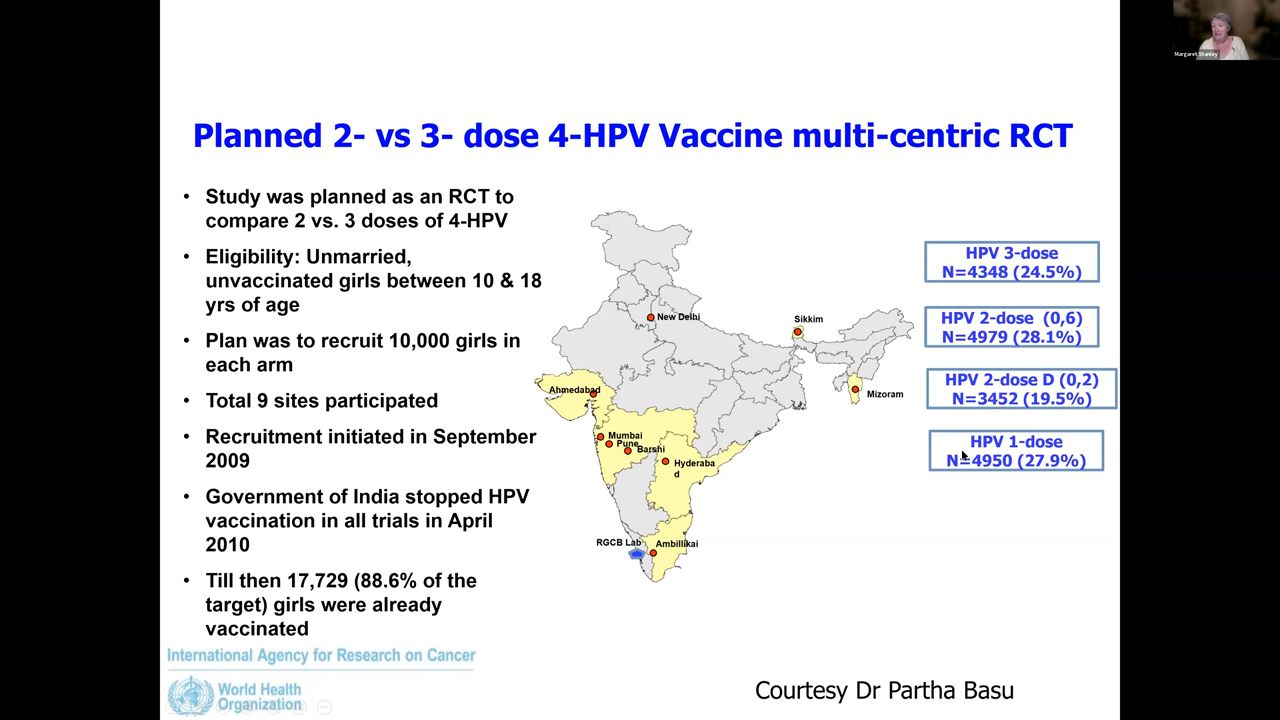 Margaret Stanley
Planned 2- vs 3- dose 4-HPV Vaccine multi-centric RCT
• Study was planned as an RCT to
compare 2 vs. 3 doses of 4-HPV
• Eligibility: Unmarried,
unvaccinated girls between 10 & 18
yrs of age
• Plan was to recruit 10,000 girls in
each arm
• Total 9 sites participated
• Recruitment initiated in September
2009
• Government of India stopped HPV
vaccination in all trials in April
2010
• Till then 17,729 (88.6% of the
target) girls were already
vaccinated
New Delhi
Sikkim
Ahmedabad
Mizoram
Mumbai
Pune
Barshi
Hyderaba
d
RGCB Lab
Ambillikai
HPV 3-dose
N=4348 (24.5%)
HPV 2-dose (0,6)
N=4979 (28.1%)
HPV 2-dose D (0,2)
N=3452 (19.5%)
HPV 1-dose
N=4950 (27.9%)
International Agency for Research on Cancer
World Health
Organization
Courtesy Dr Partha Basu